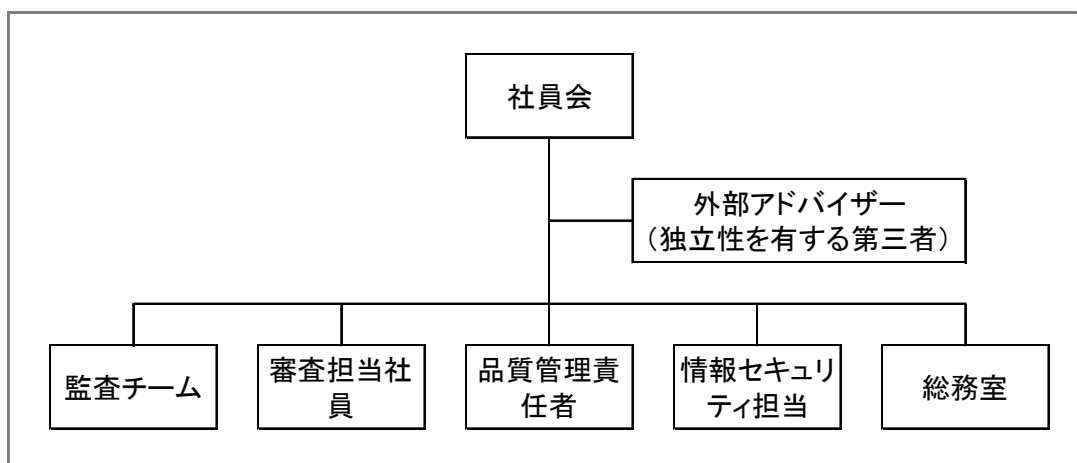 社員会
外部アドバイザー
（独立性を有する第三者）
監査チーム
審査担当社
員
品質管理責
任者
情報セキュリ
ティ担当
総務室